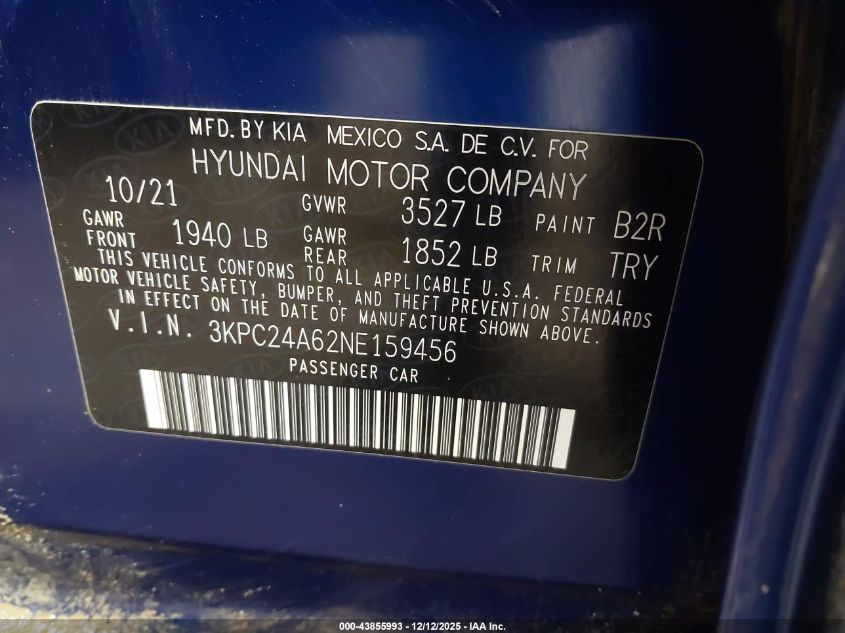 MFD. BY KIA MEXICO S.A. DE C.V. FOR
HYUNDAI MOTOR COMPANY
10/21 GVWR 3527 LB PAINT B2R
GAWR FRONT 1940 LB GAWR REAR 1852 LB TRIM TRY
THIS VEHICLE CONFORMS TO ALL APPLICABLE U.S.A. FEDERAL
MOTOR VEHICLE SAFETY, BUMPER, AND THEFT PREVENTION STANDARDS
IN EFFECT ON THE DATE OF MANUFACTURE SHOWN ABOVE.
V.I.N. 3KPC24A62NE159456
PASSENGER CAR
000-43855993 - 12/12/2025 - IAA Inc.